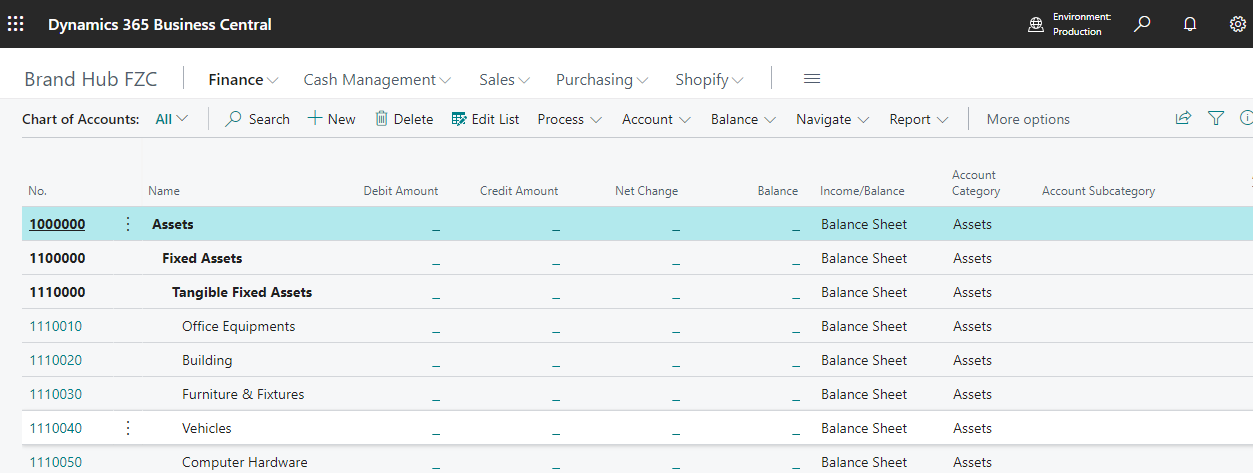 Dynamics 365 Business Central
Environment:
Production
Brand Hub FZC Finance Cash Management Sales Purchasing Shopify
Chart of Accounts: All Search New Delete Edit List Process Account Balance Navigate Report More options
No. Name Debit Amount Credit Amount Net Change Balance Income/Balance Account Category Account Subcategory
1000000 Assets _ _ _ _ Balance Sheet Assets
1100000 Fixed Assets _ _ _ _ Balance Sheet Assets
1110000 Tangible Fixed Assets _ _ _ _ Balance Sheet Assets
1110010 Office Equipments _ _ _ _ Balance Sheet Assets
1110020 Building _ _ _ _ Balance Sheet Assets
1110030 Furniture & Fixtures _ _ _ _ Balance Sheet Assets
1110040 Vehicles _ _ _ _ Balance Sheet Assets
1110050 Computer Hardware _ _ _ _ Balance Sheet Assets